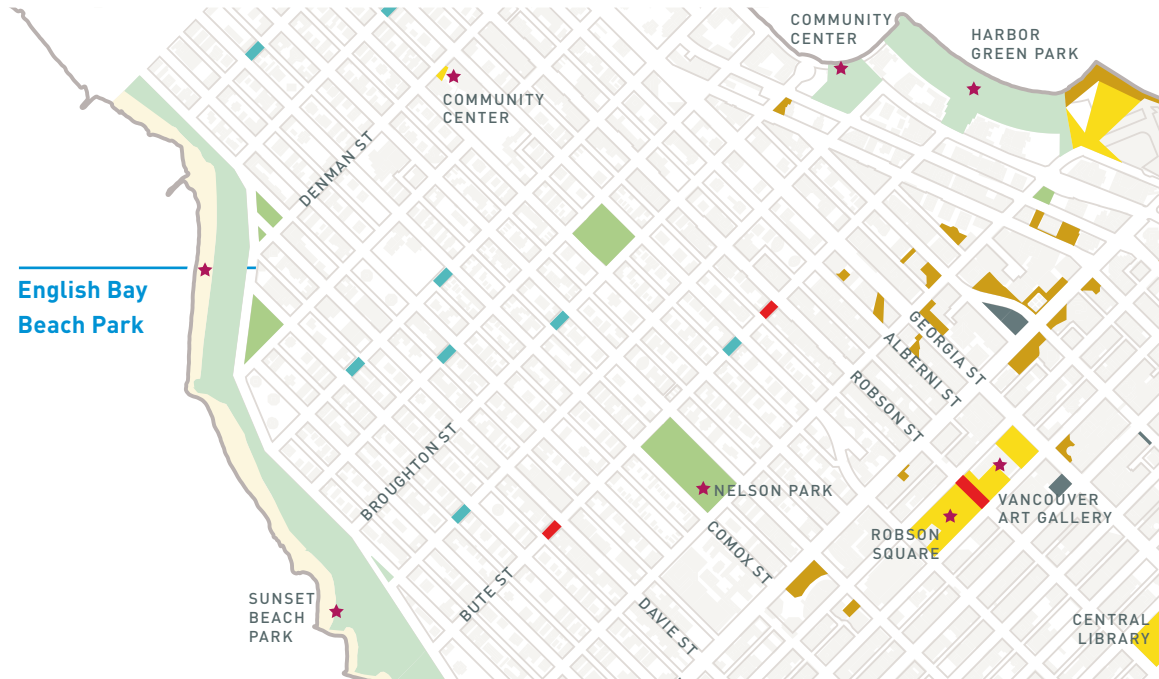 COMMUNITY
CENTER
HARBOR
GREEN PARK
COMMUNITY
CENTER
DENMAN ST
English Bay
Beach Park
GEORGIA ST
ALBERNI ST
ROBSON ST
BROUGHTON ST
NELSON PARK
VANCOUVER
ART GALLERY
ROBSON
SQUARE
COMOX ST
BUTE ST
DAVIE ST
SUNSET
BEACH
PARK
CENTRAL
LIBRARY